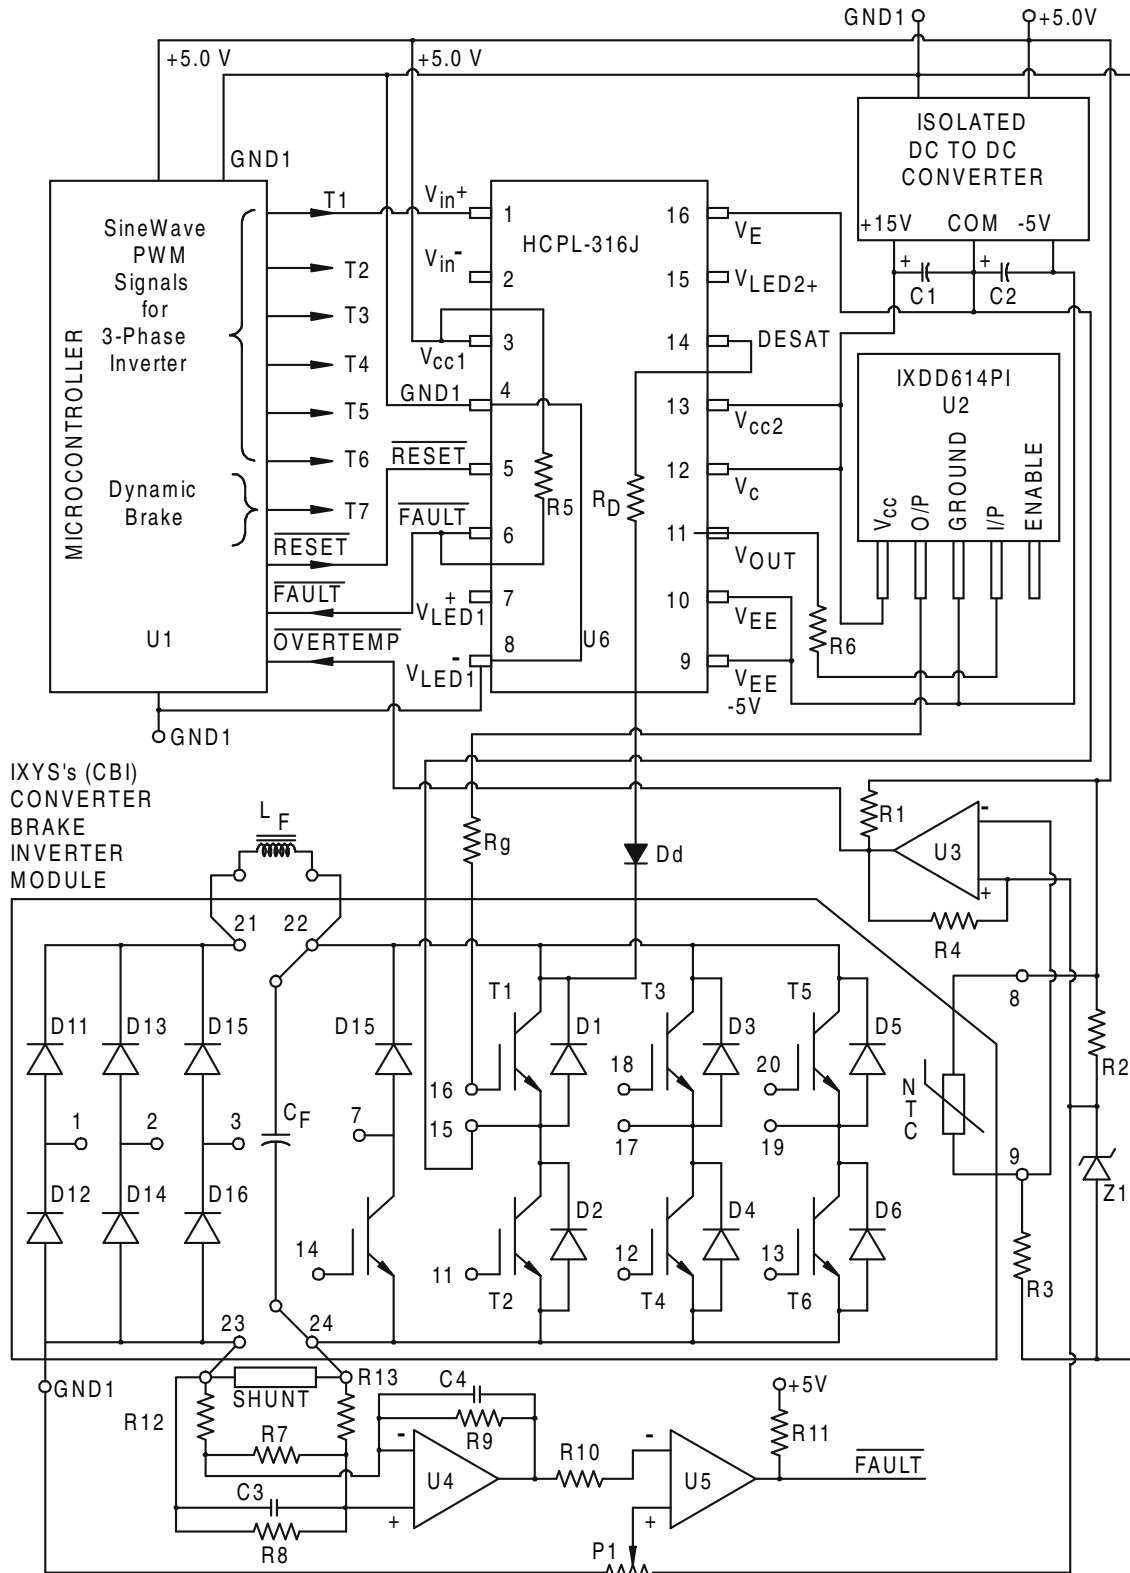 GND1
+5.0V
+5.0 V
+5.0 V
GND1
ISOLATED
DC TO DC
CONVERTER
+15V COM -5V
+ C1
+ C2
MICROCONTROLLER
SineWave
PWM
Signals
for
3-Phase
Inverter
Dynamic
Brake
U1
T1
T2
T3
T4
T5
T6
T7
RESET
FAULT
OVERTEMP
GND1
HCPL-316J
U6
Vin+
1
Vin-
2
3
Vcc1
GND1
4
RESET
5
FAULT
6
R5
+
VLED1
7
-
VLED1
8
16
VE
15
VLED2+
14
DESAT
13
Vcc2
12
Vc
11
VOUT
10
VEE
9
VEE
-5V
RD
R6
IXDD614PI
U2
Vcc
O/P
GROUND
I/P
ENABLE
IXYS's (CBI)
CONVERTER
BRAKE
INVERTER
MODULE
LF
Rg
Dd
R1
-
U3
+
R4
21
22
8
R2
D11
D13
D15
D15
T1
D1
T3
D3
T5
D5
16
18
20
NTC
1
2
3
CF
7
15
17
19
9
Z1
D12
D14
D16
D2
D4
D6
14
11
12
13
T2
T4
T6
R3
23
24
GND1
SHUNT
R13
R12
R7
C4
R9
-
U4
+
C3
R8
R10
-
U5
+
+5V
R11
FAULT
P1